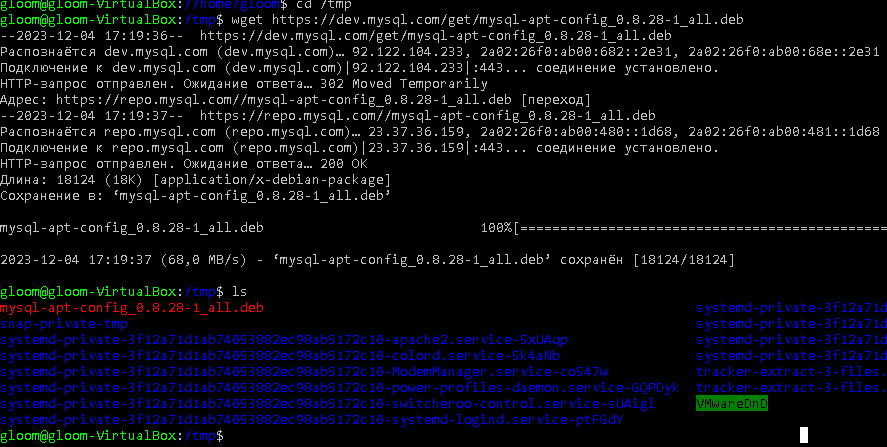 gloom@gloom-VirtualBox://home/gloom$ cd /tmp
gloom@gloom-VirtualBox:/tmp$ wget https://dev.mysql.com/get/mysql-apt-config_0.8.28-1_all.deb
--2023-12-04 17:19:36-- https://dev.mysql.com/get/mysql-apt-config_0.8.28-1_all.deb
Распознаётся dev.mysql.com (dev.mysql.com)… 92.122.104.233, 2a02:26f0:ab00:682::2e31, 2a02:26f0:ab00:68e::2e31
Подключение к dev.mysql.com (dev.mysql.com)|92.122.104.233|:443... соединение установлено.
HTTP-запрос отправлен. Ожидание ответа… 302 Moved Temporarily
Адрес: https://repo.mysql.com//mysql-apt-config_0.8.28-1_all.deb [переход]
--2023-12-04 17:19:37-- https://repo.mysql.com//mysql-apt-config_0.8.28-1_all.deb
Распознаётся repo.mysql.com (repo.mysql.com)… 23.37.36.159, 2a02:26f0:ab00:480::1d68, 2a02:26f0:ab00:481::1d68
Подключение к repo.mysql.com (repo.mysql.com)|23.37.36.159|:443... соединение установлено.
HTTP-запрос отправлен. Ожидание ответа… 200 OK
Длина: 18124 (18K) [application/x-debian-package]
Сохранение в: ‘mysql-apt-config_0.8.28-1_all.deb’
mysql-apt-config_0.8.28-1_all.deb 100%[===============================================
2023-12-04 17:19:37 (68,0 MB/s) - ‘mysql-apt-config_0.8.28-1_all.deb’ сохранён [18124/18124]
gloom@gloom-VirtualBox:/tmp$ ls
mysql-apt-config_0.8.28-1_all.deb systemd-private-3f12a71d
snap-private-tmp systemd-private-3f12a71d
systemd-private-3f12a71d1ab74053882ec98ab5172c10-apache2.service-5xUAqp systemd-private-3f12a71d
systemd-private-3f12a71d1ab74053882ec98ab5172c10-colord.service-5k4sNb systemd-private-3f12a71d
systemd-private-3f12a71d1ab74053882ec98ab5172c10-ModemManager.service-co547w tracker-extract-3-files.
systemd-private-3f12a71d1ab74053882ec98ab5172c10-power-profiles-daemon.service-GQPDyk tracker-extract-3-files.
systemd-private-3f12a71d1ab74053882ec98ab5172c10-switcheroo-control.service-sUAigl VMwareDnD
systemd-private-3f12a71d1ab74053882ec98ab5172c10-systemd-logind.service-ptFGdY
gloom@gloom-VirtualBox:/tmp$